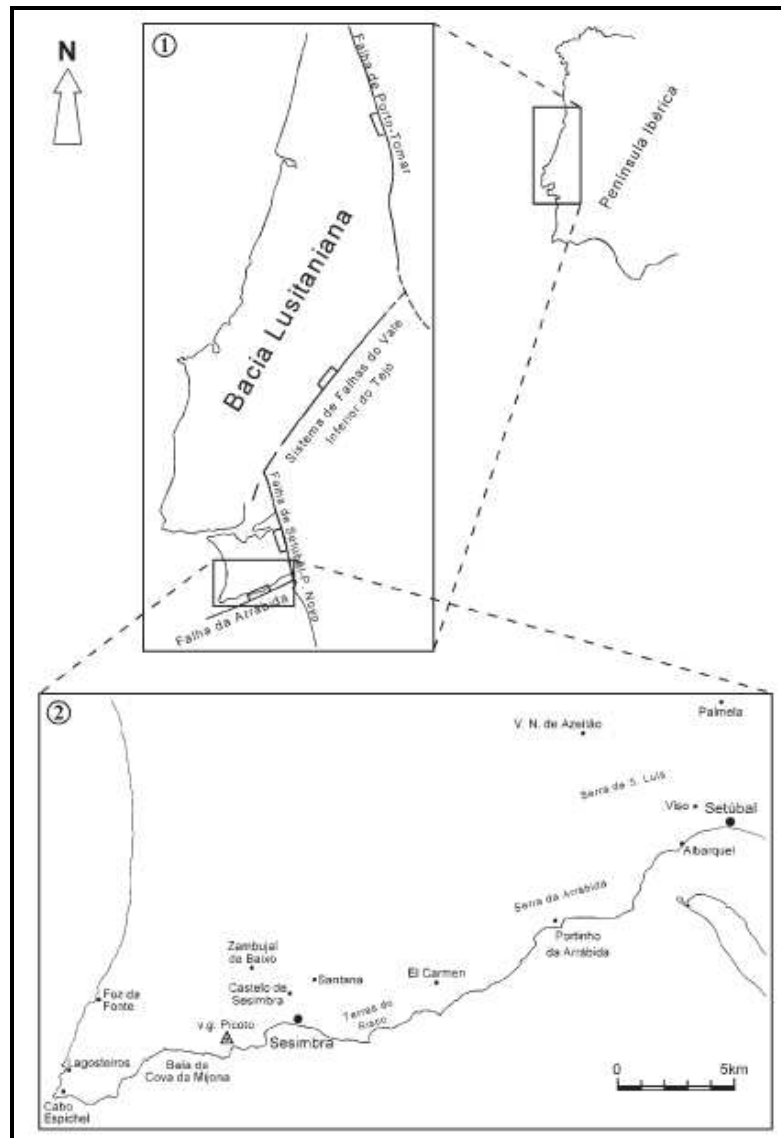 ①
N
Falha de Porto-Tomar
Península Ibérica
Bacia Lusitaniana
Sistema de Falhas do Vale
Inferior do Tejo
Falha de Setúbal-P. Novo
Falha da Arrábida
②
Palmela
V. N. de Azeitão
Serra de S. Luís
Viso
Setúbal
Albarquel
Serra da Arrábida
Portinho
da Arrábida
Zambujal
de Baixo
Santana
El Carmen
Castelo de
Sesimbra
Foz da
Fonte
Terras do
Risco
v.g. Picoto
Sesimbra
Lagosteiros
Baía da
Cova da Mijona
Cabo
Espichel
0 5km